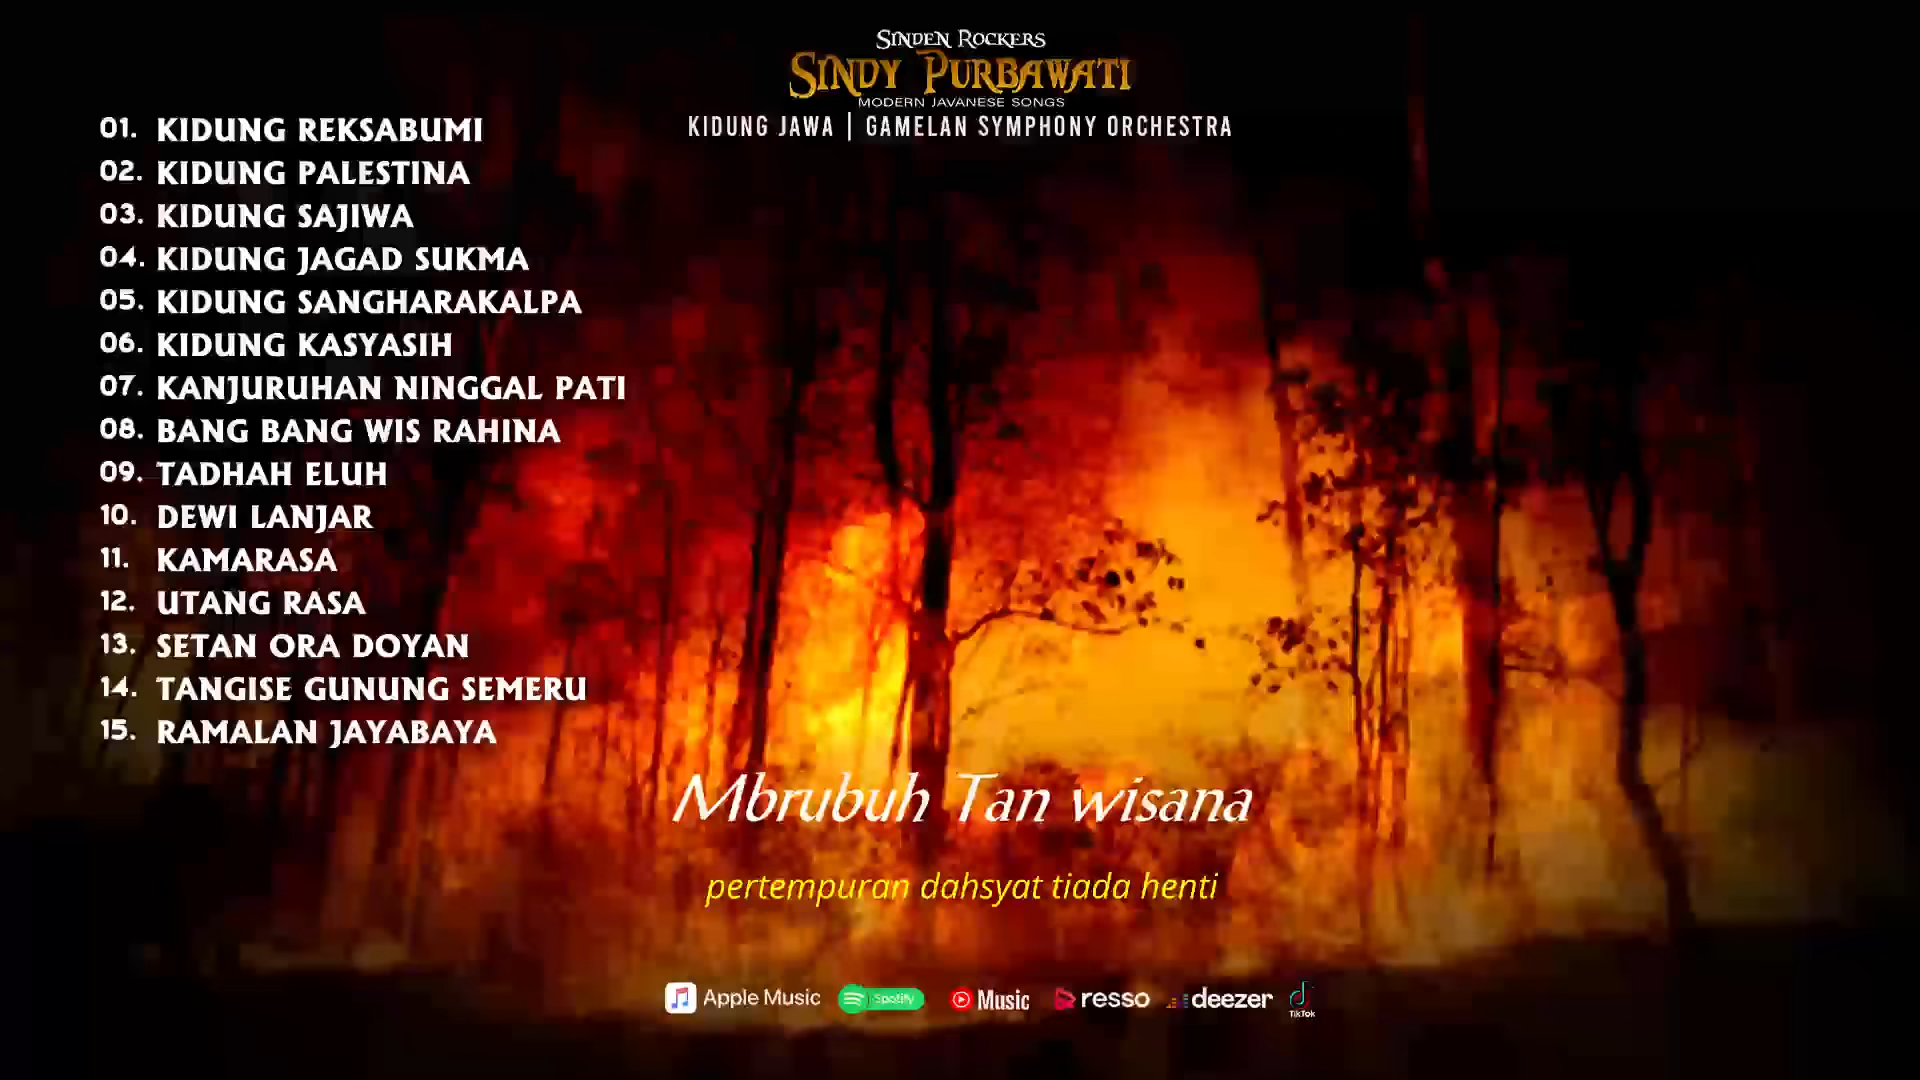 SINDEN ROCKERS
SINDY PURBAWATI
MODERN JAVANESE SONGS
KIDUNG JAWA | GAMELAN SYMPHONY ORCHESTRA
01. KIDUNG REKSABUMI
02. KIDUNG PALESTINA
03. KIDUNG SAJIWA
04. KIDUNG JAGAD SUKMA
05. KIDUNG SANGHARAKALPA
06. KIDUNG KASYASIH
07. KANJURUHAN NINGGAL PATI
08. BANG BANG WIS RAHINA
09. TADHAH ELUH
10. DEWI LANJAR
11. KAMARASA
12. UTANG RASA
13. SETAN ORA DOYAN
14. TANGISE GUNUNG SEMERU
15. RAMALAN JAYABAYA
Mbrubuh Tan wisana
pertempuran dahsyat tiada henti
Apple Music Spotify Music resso deezer TikTok